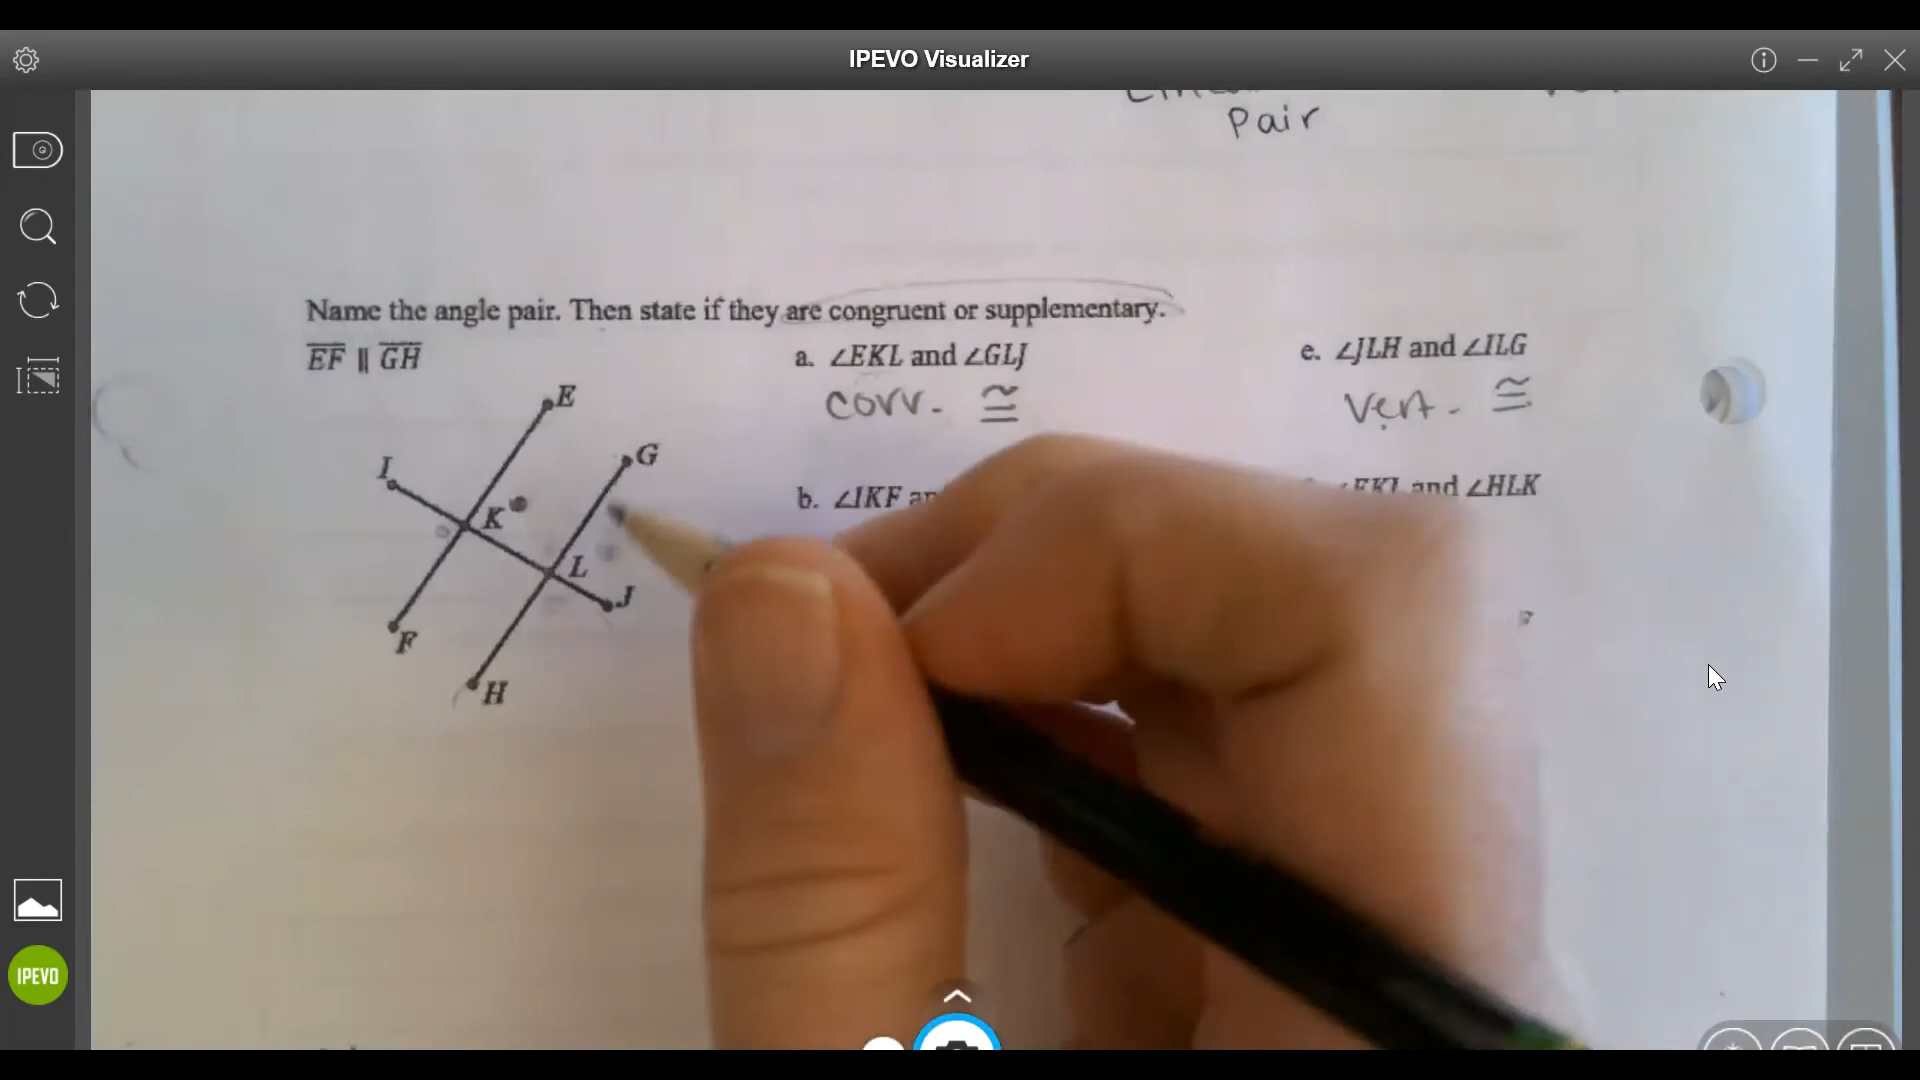 IPEVO Visualizer
Pair
Name the angle pair. Then state if they are congruent or supplementary.
EF ∥ GH
a. ∠EKL and ∠GLJ
corr. ≅
e. ∠JLH and ∠ILG
vert. ≅
E
G
I
K
L
J
F
H
b. ∠IKF
and ∠HLK
IPEVO